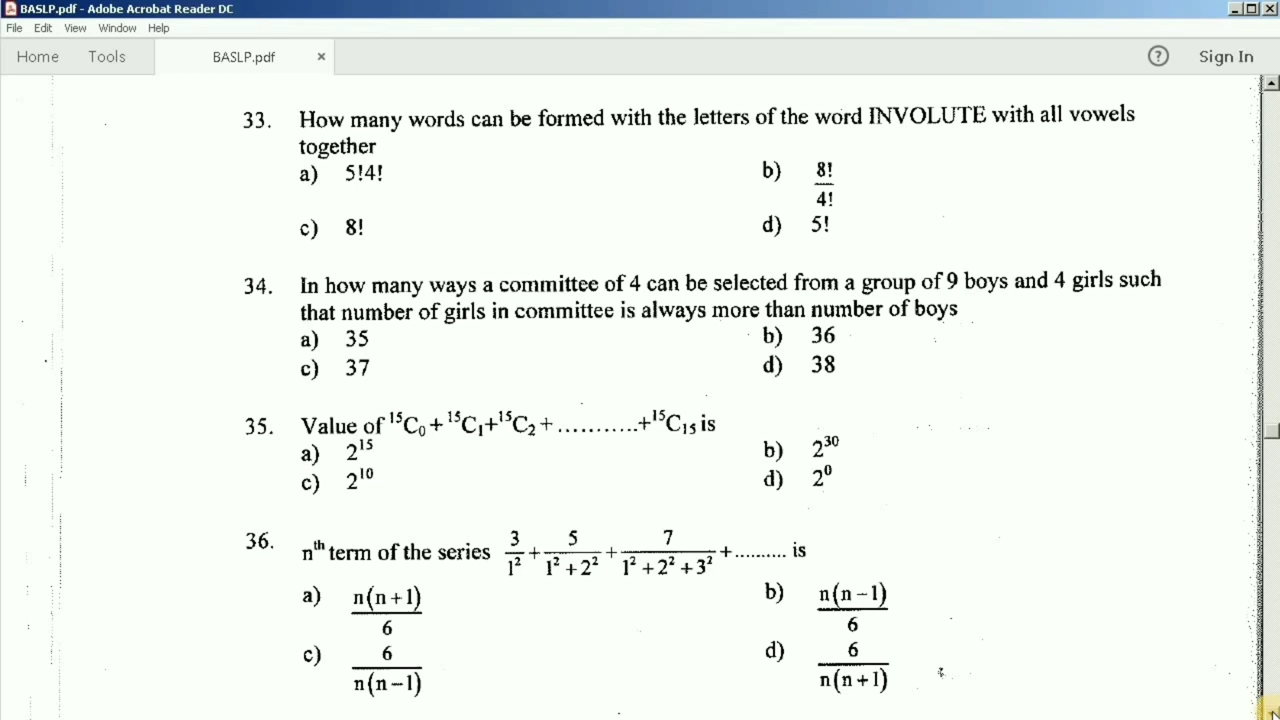 BASLP.pdf - Adobe Acrobat Reader DC
File Edit View Window Help
Home Tools BASLP.pdf × ? Sign In
33. How many words can be formed with the letters of the word INVOLUTE with all vowels
together
a) 5!4! b) 8!/4!
c) 8! d) 5!
34. In how many ways a committee of 4 can be selected from a group of 9 boys and 4 girls such
that number of girls in committee is always more than number of boys
a) 35 b) 36
c) 37 d) 38
35. Value of ¹⁵C₀ + ¹⁵C₁+¹⁵C₂ + ...........+¹⁵C₁₅ is
a) 2¹⁵ b) 2³⁰
c) 2¹⁰ d) 2⁰
36. nᵗʰ term of the series 3/1² + 5/(1² + 2²) + 7/(1² + 2² + 3²) + .......... is
a) n(n+1)/6 b) n(n−1)/6
c) 6/n(n−1) d) 6/n(n+1)